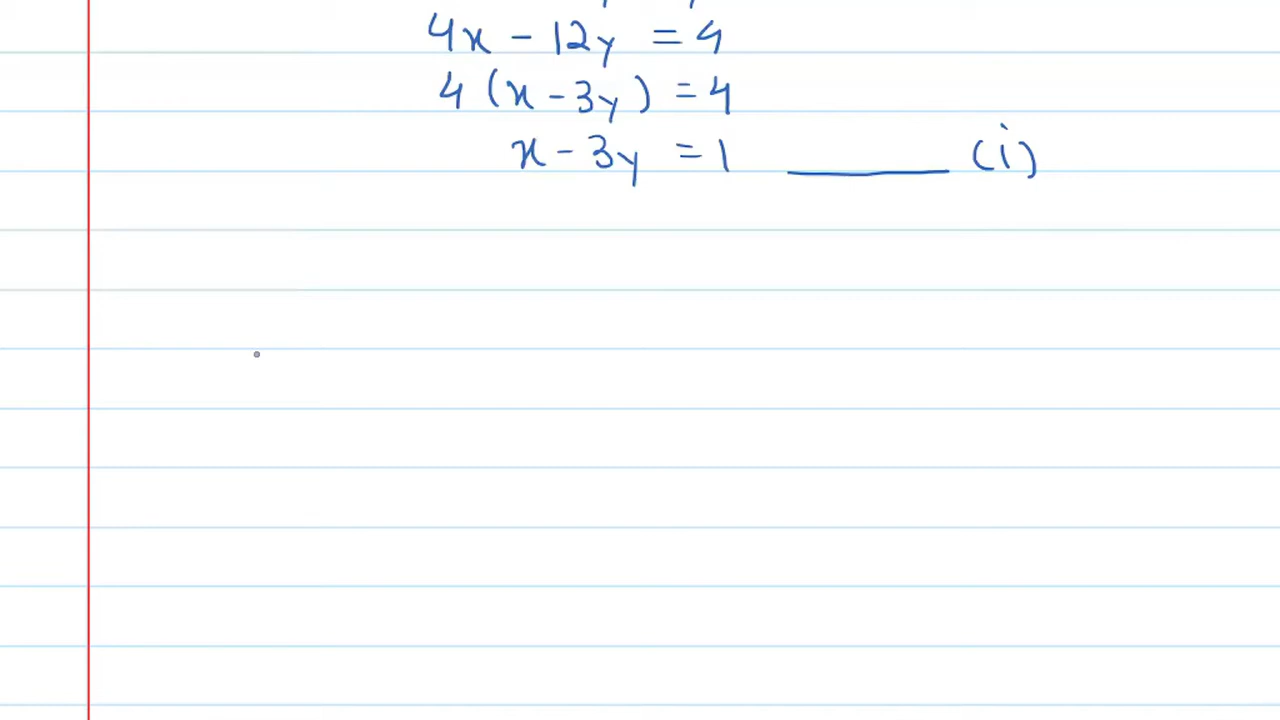 4x - 12y = 4
4 (x - 3y) = 4
x - 3y = 1 ______ (i)